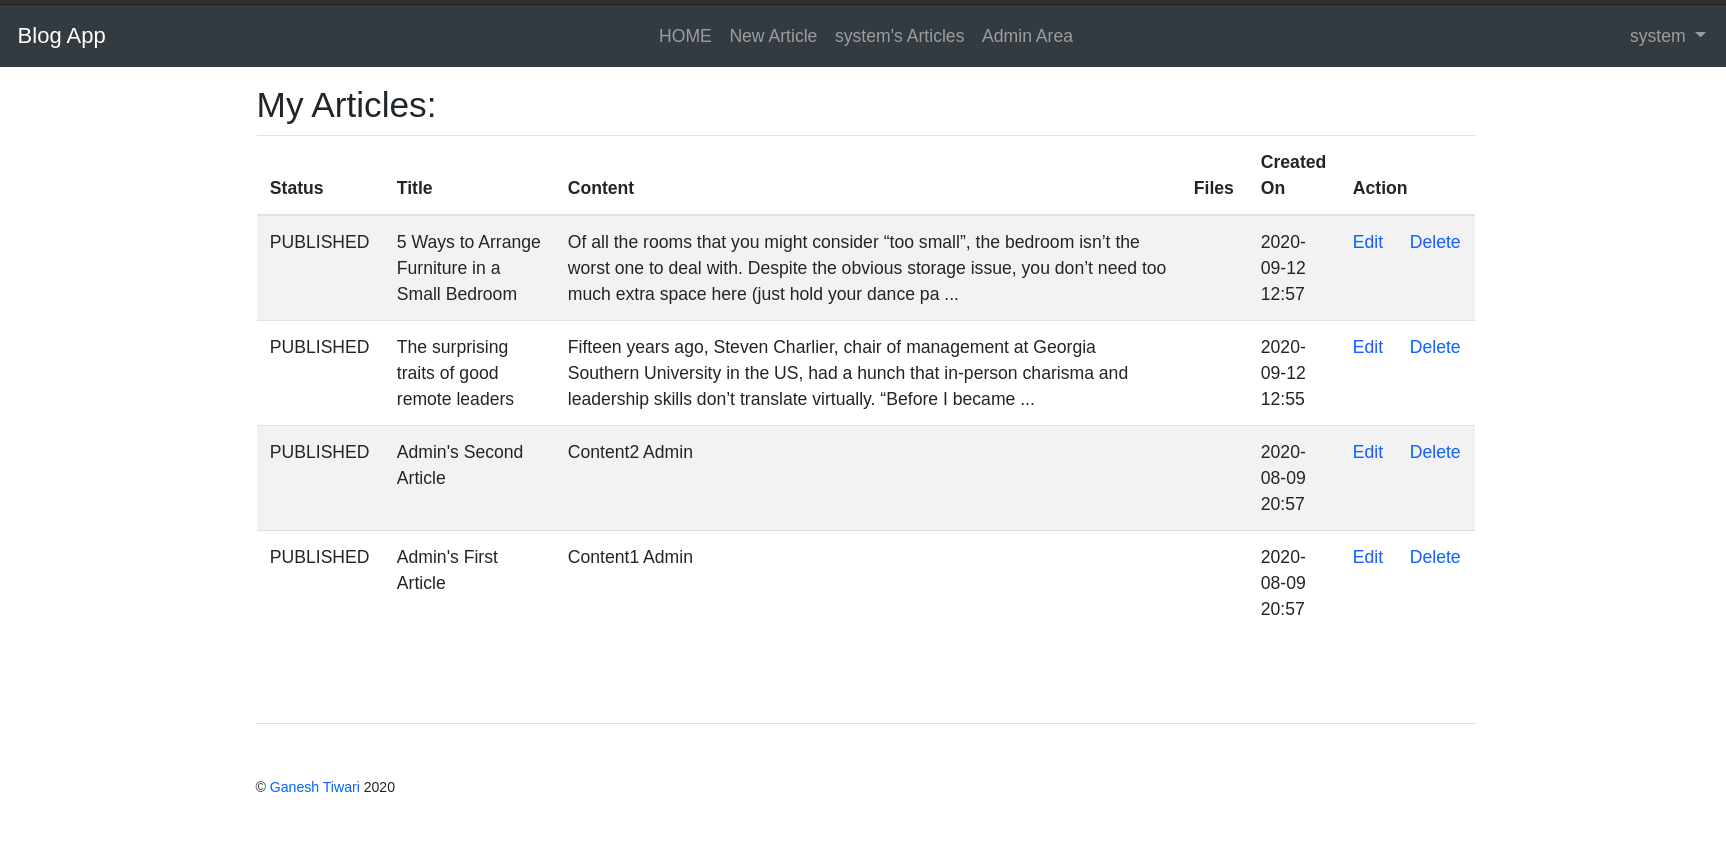 Blog App HOME New Article system's Articles Admin Area system
My Articles:
Status Title Content Files Created On Action
PUBLISHED 5 Ways to Arrange Of all the rooms that you might consider “too small”, the bedroom isn’t the 2020- Edit Delete
Furniture in a worst one to deal with. Despite the obvious storage issue, you don’t need too 09-12
Small Bedroom much extra space here (just hold your dance pa ... 12:57
PUBLISHED The surprising Fifteen years ago, Steven Charlier, chair of management at Georgia 2020- Edit Delete
traits of good Southern University in the US, had a hunch that in-person charisma and 09-12
remote leaders leadership skills don’t translate virtually. “Before I became ... 12:55
PUBLISHED Admin's Second Content2 Admin 2020- Edit Delete
Article 08-09
20:57
PUBLISHED Admin's First Content1 Admin 2020- Edit Delete
Article 08-09
20:57
© Ganesh Tiwari 2020